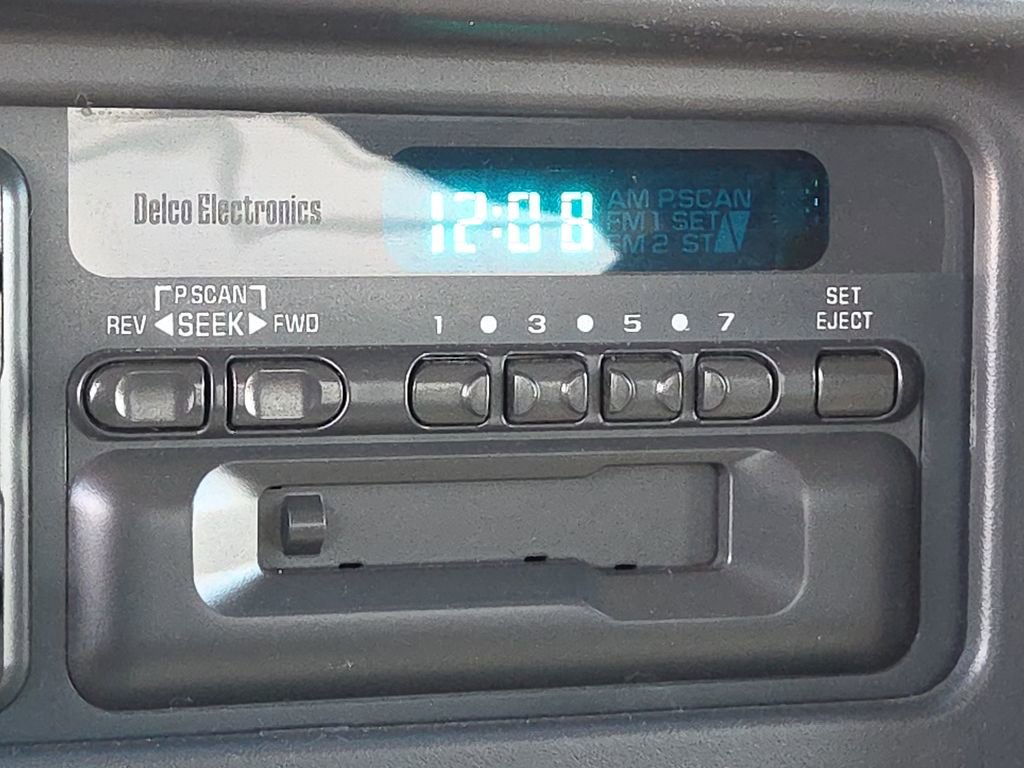 Delco Electronics
12:08
AM P.SCAN
FM 1 SET
FM 2 ST
P.SCAN
REV ◀SEEK▶ FWD
1 ● 3 ● 5 ● 7
SET
EJECT